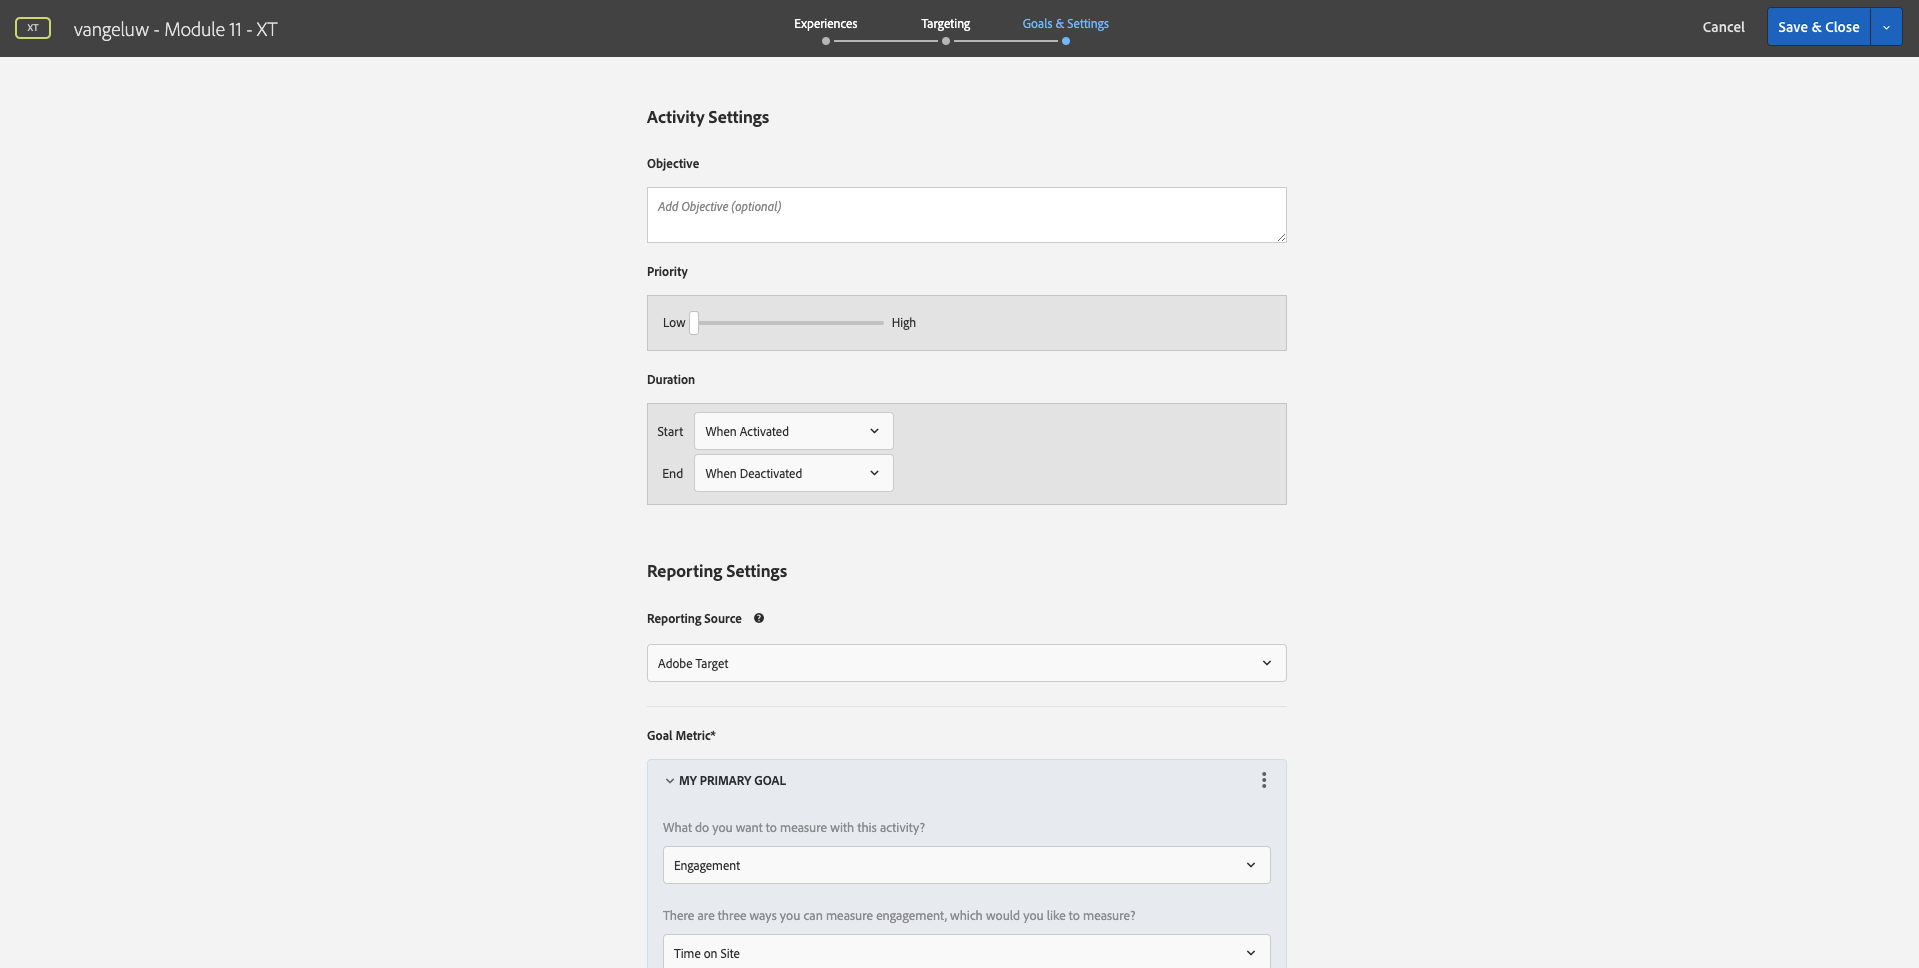 XT
vangeluw - Module 11 - XT
Experiences
Targeting
Goals & Settings
Cancel
Save & Close
Activity Settings
Objective
Add Objective (optional)
Priority
Low
High
Duration
Start
When Activated
End
When Deactivated
Reporting Settings
Reporting Source
Adobe Target
Goal Metric*
MY PRIMARY GOAL
What do you want to measure with this activity?
Engagement
There are three ways you can measure engagement, which would you like to measure?
Time on Site